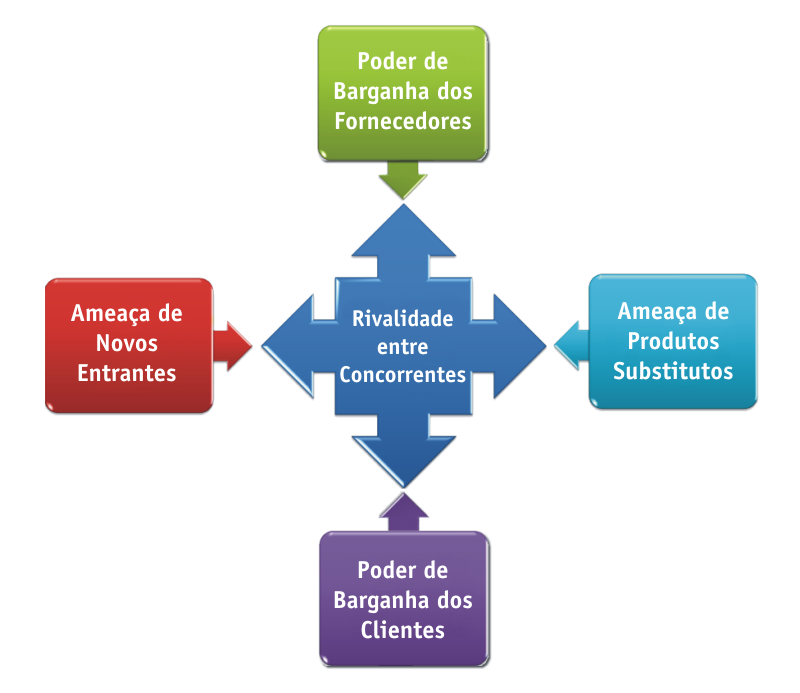 Poder de
Barganha dos
Fornecedores
Ameaça de
Novos
Entrantes
Rivalidade
entre
Concorrentes
Ameaça de
Produtos
Substitutos
Poder de
Barganha dos
Clientes